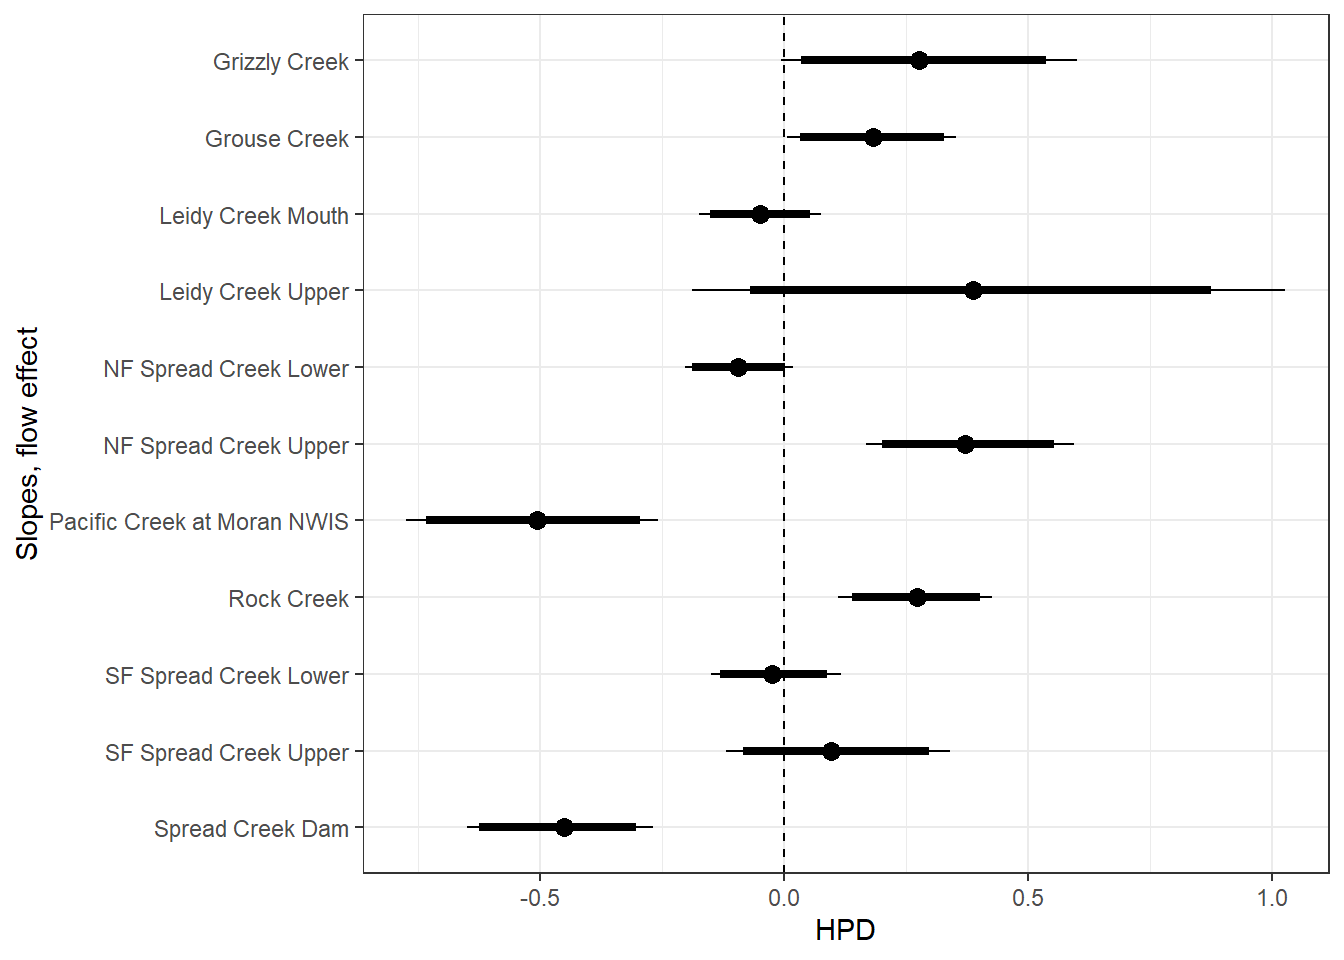 Grizzly Creek
Grouse Creek
Leidy Creek Mouth
Leidy Creek Upper
NF Spread Creek Lower
NF Spread Creek Upper
Pacific Creek at Moran NWIS
Rock Creek
SF Spread Creek Lower
SF Spread Creek Upper
Spread Creek Dam
Slopes, flow effect
-0.5 0.0 0.5 1.0
HPD